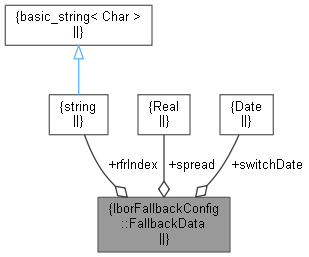 {basic_string< Char >
||}
{string
||}
{Real
||}
{Date
||}
+rfrIndex
+spread
+switchDate
{IborFallbackConfig
::FallbackData
||}